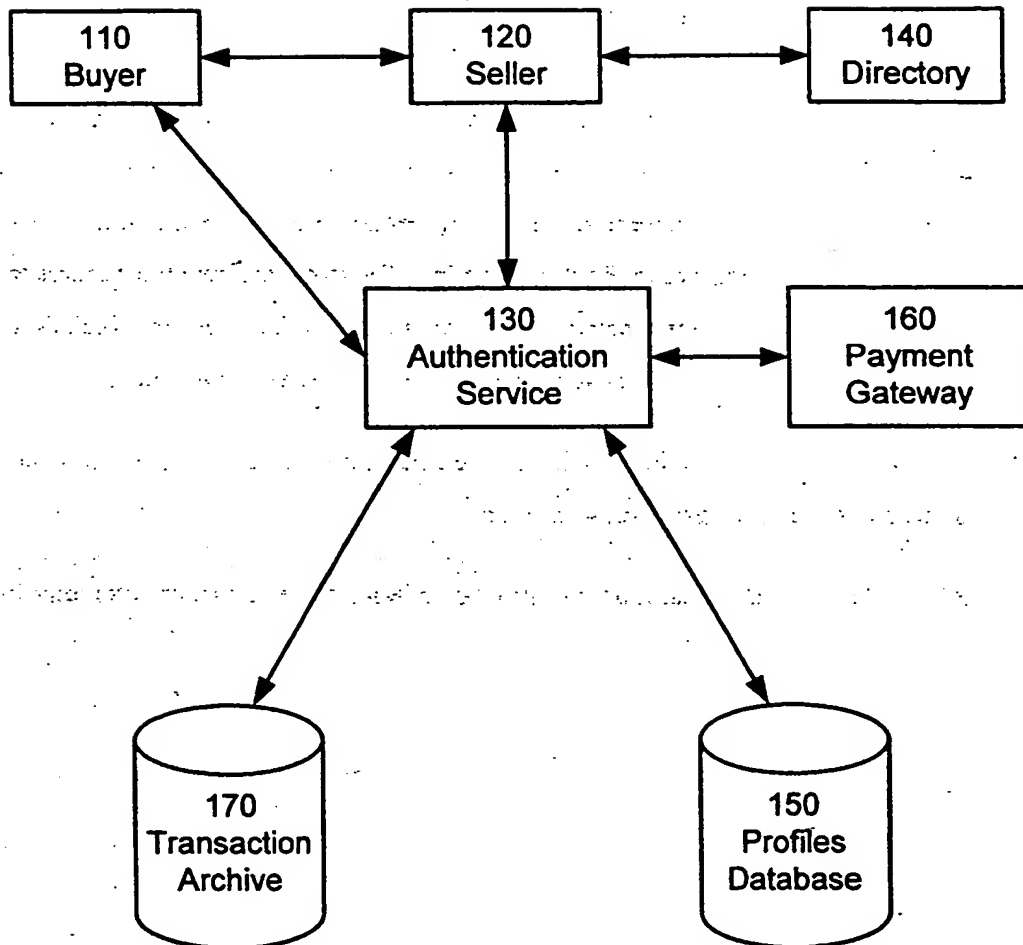 110
Buyer
120
Seller
140
Directory
130
Authentication
Service
160
Payment
Gateway
170
Transaction
Archive
150
Profiles
Database